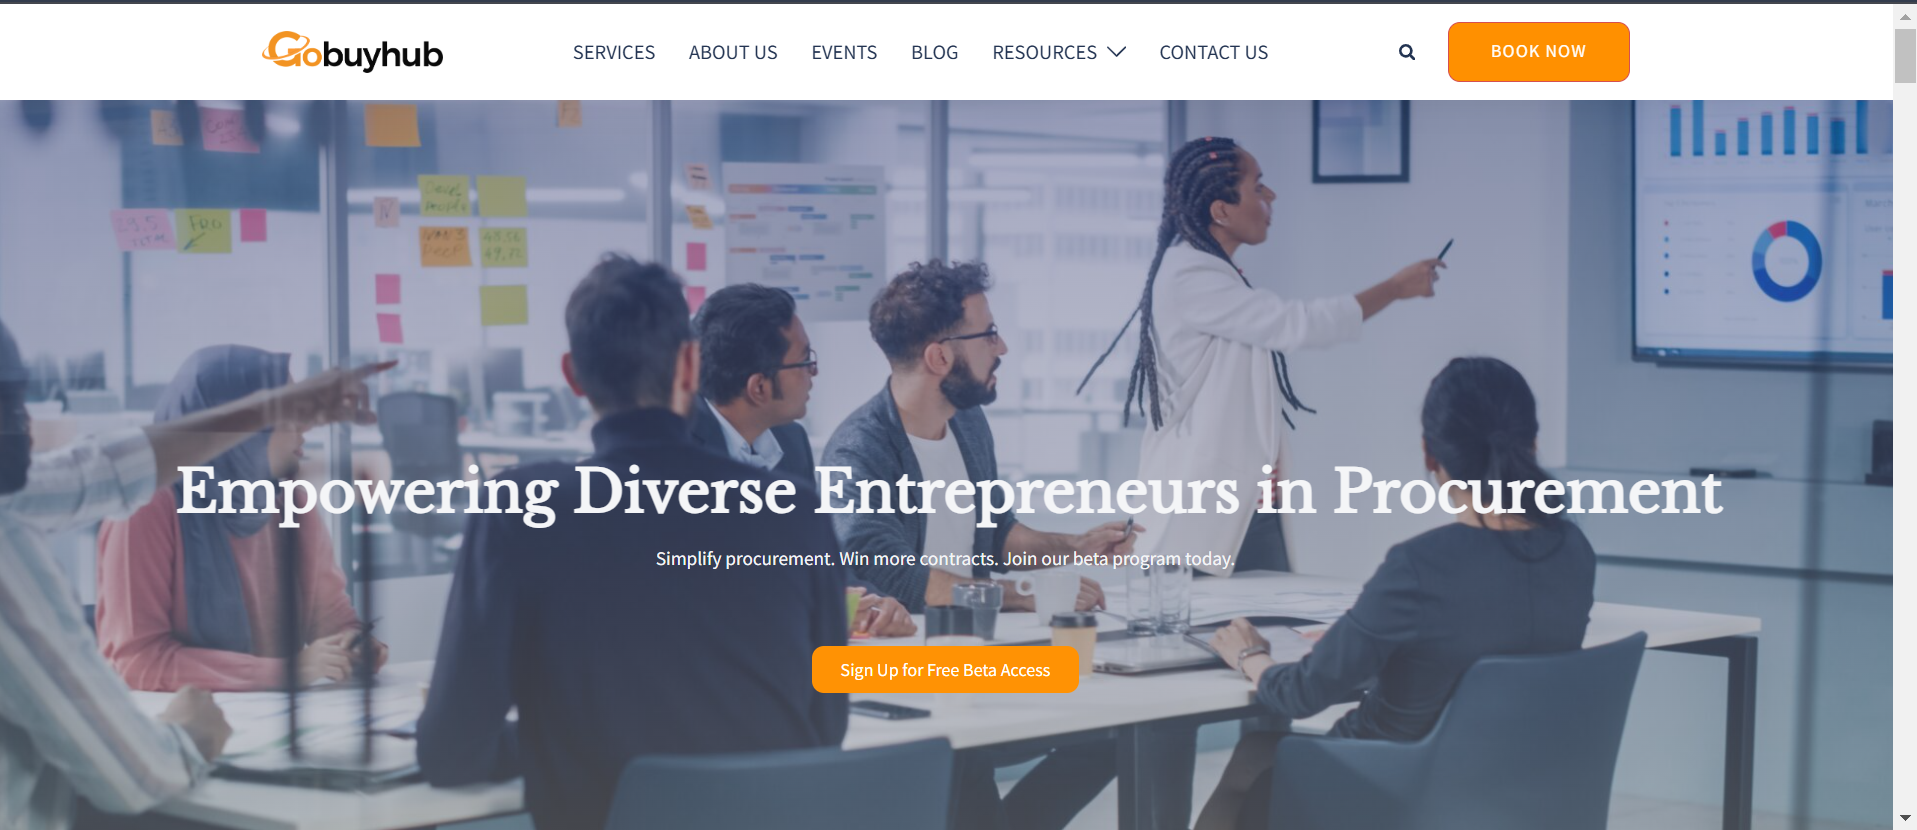 Gobuyhub
SERVICES ABOUT US EVENTS BLOG RESOURCES CONTACT US
BOOK NOW
Empowering Diverse Entrepreneurs in Procurement
Simplify procurement. Win more contracts. Join our beta program today.
Sign Up for Free Beta Access